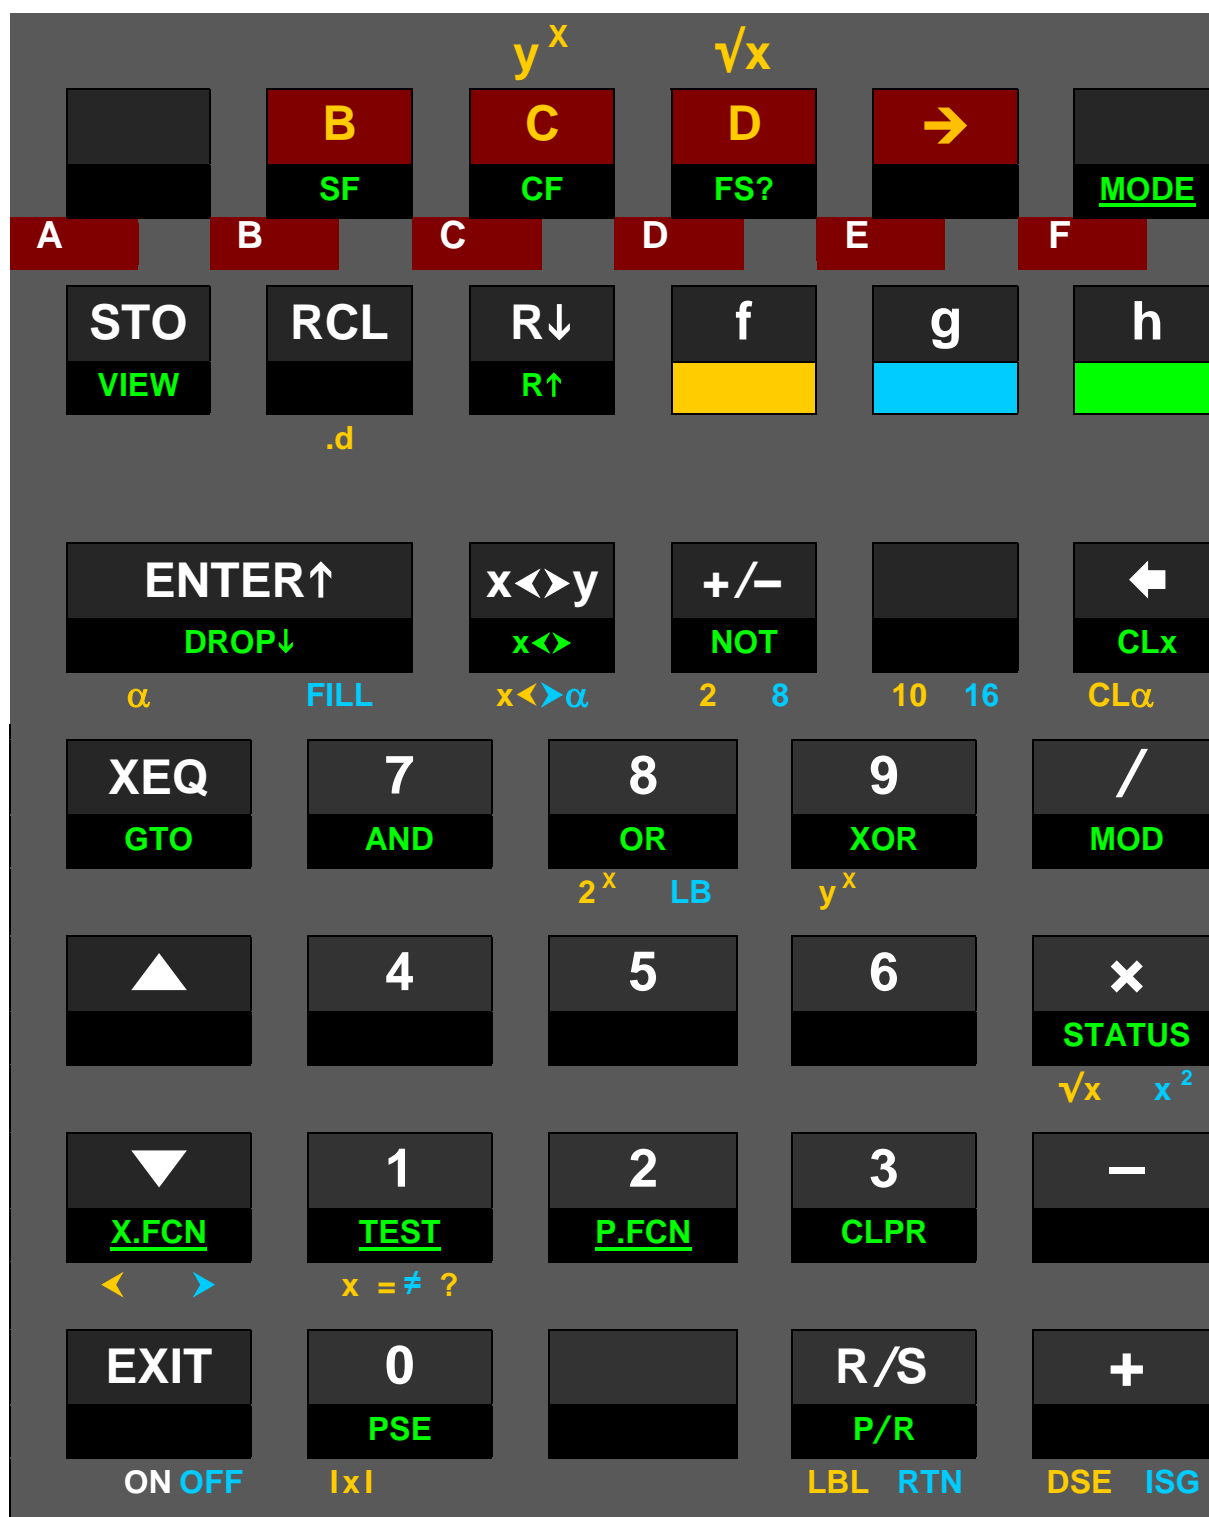 yˣ √x
B C D →
SF CF FS? MODE
A B C D E F
STO RCL R↓ f g h
VIEW R↑
.d
ENTER↑ x<>y +/− 🡄
DROP↓ x<> NOT CLx
α FILL x<>α 2 8 10 16 CLα
XEQ 7 8 9 /
GTO AND OR XOR MOD
2ˣ LB yˣ
▲ 4 5 6 ×
STATUS
√x x²
▼ 1 2 3 −
X.FCN TEST P.FCN CLPR
< > x =≠ ?
EXIT 0 R/S +
PSE P/R
ON OFF |x| LBL RTN DSE ISG